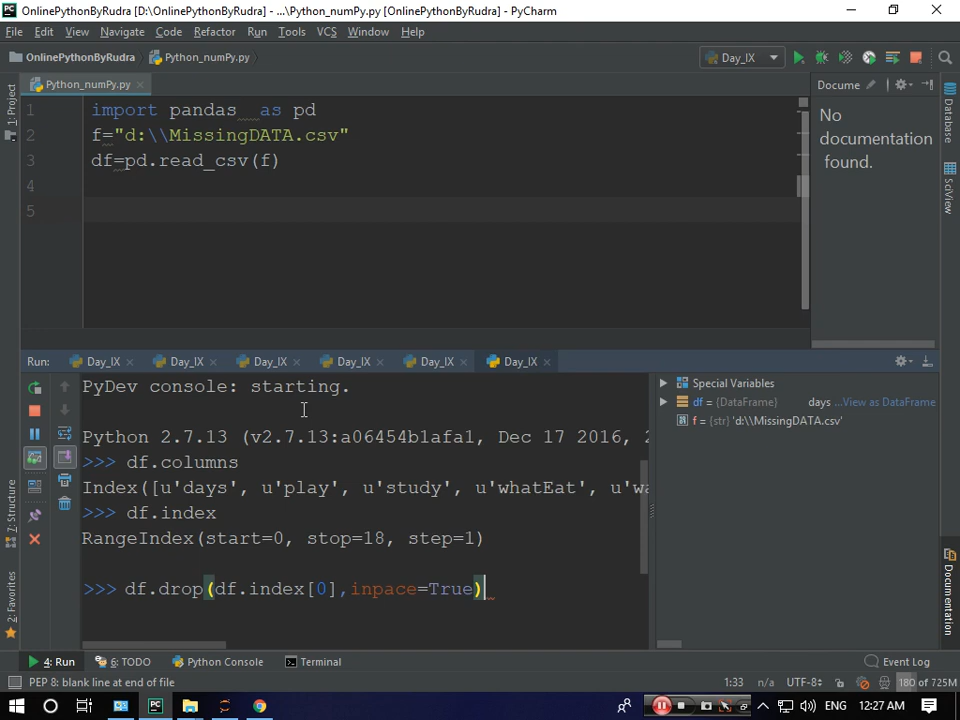 OnlinePythonByRudra [D:\OnlinePythonByRudra] - ...\Python_numPy.py [OnlinePythonByRudra] - PyCharm
File Edit View Navigate Code Refactor Run Tools VCS Window Help
OnlinePythonByRudra Python_numPy.py Day_IX
Python_numPy.py
Docume
1 import pandas as pd
2 f="d:\\MissingDATA.csv"
3 df=pd.read_csv(f)
4
5
No
documentation
found.
Database
SciView
Documentation
1: Project
7: Structure
2: Favorites
Run: Day_IX Day_IX Day_IX Day_IX Day_IX Day_IX
PyDev console: starting.
Python 2.7.13 (v2.7.13:a06454b1afa1, Dec 17 2016, 2
>>> df.columns
Index([u'days', u'play', u'study', u'whatEat', u'wa
>>> df.index
RangeIndex(start=0, stop=18, step=1)
>>> df.drop(df.index[0],inpace=True)
Special Variables
df = {DataFrame} days ...View as DataFrame
f = {str} 'd:\\MissingDATA.csv'
4: Run 6: TODO Python Console Terminal Event Log
PEP 8: blank line at end of file 1:33 n/a UTF-8 180 of 725M
ENG 12:27 AM